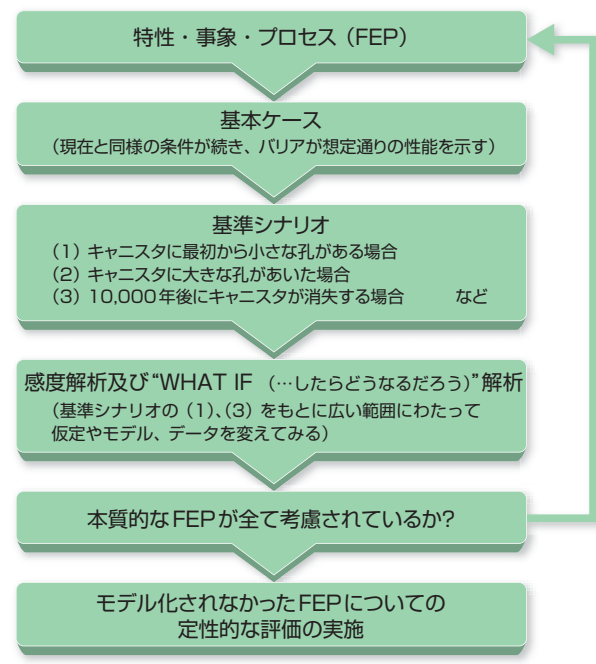 特性・事象・プロセス（FEP）
基本ケース
（現在と同様の条件が続き、バリアが想定通りの性能を示す）
基準シナリオ
（1）キャニスタに最初から小さな孔がある場合
（2）キャニスタに大きな孔があいた場合
（3）10,000年後にキャニスタが消失する場合　　など
感度解析及び“WHAT IF （…したらどうなるだろう）”解析
（基準シナリオの（1）、（3）をもとに広い範囲にわたって
仮定やモデル、データを変えてみる）
本質的なFEPが全て考慮されているか?
モデル化されなかったFEPについての
定性的な評価の実施